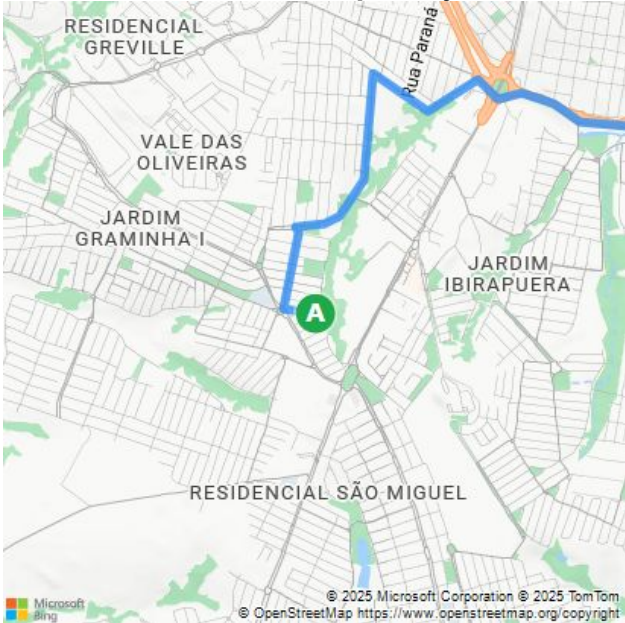 RESIDENCIAL
GREVILLE
Rua Paraná
VALE DAS
OLIVEIRAS
JARDIM
GRAMINHA I
JARDIM
IBIRAPUERA
A
RESIDENCIAL SÃO MIGUEL
Microsoft
Bing
© 2025 Microsoft Corporation © 2025 TomTom
© OpenStreetMap https://www.openstreetmap.org/copyright